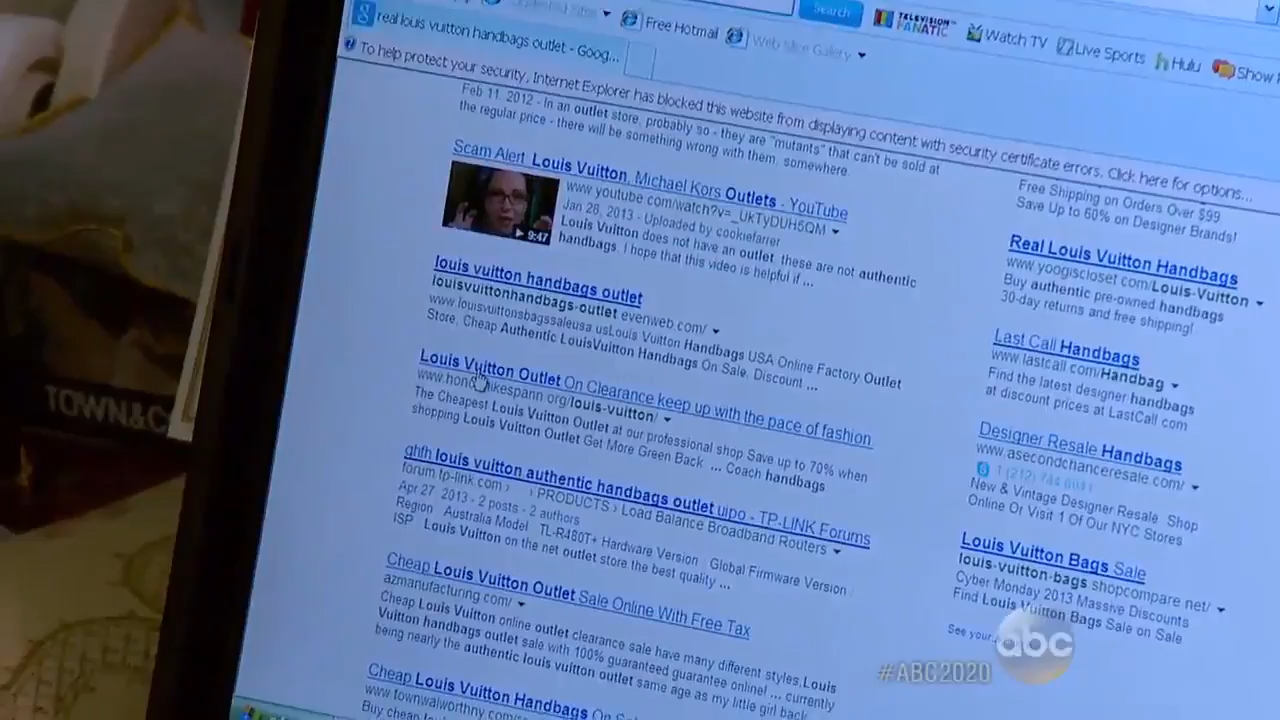 Search
Free Hotmail
Web Slice Gallery
TELEVISION FANATIC
Watch TV
Live Sports
Hulu
Show
real louis vuitton handbags outlet - Goog...
To help protect your security, Internet Explorer has blocked this website from displaying content with security certificate errors. Click here for options...
Feb 11, 2012 - In an outlet store, probably so - they are "mutants" that can't be sold at
the regular price - there will be something wrong with them, somewhere.
Scam Alert Louis Vuitton, Michael Kors Outlets - YouTube
www youtube com/watch?v=_UkTyDUH5QM
Jan 28, 2013 - Uploaded by cookiefarrer
Louis Vuitton does not have an outlet these are not authentic
handbags. I hope that this video is helpful if ...
9:47
louis vuitton handbags outlet
louisvuittonhandbags-outlet evenweb.com/
www.louisvuittonsbagssaleusa usLouis Vuitton Handbags USA Online Factory Outlet
Store, Cheap Authentic LouisVuitton Handbags On Sale, Discount ...
Louis Vuitton Outlet On Clearance keep up with the pace of fashion
ikespann org/louis-vuitton/
The Cheapest Louis Vuitton Outlet at our professional shop Save up to 70% when
shopping Louis Vuitton Outlet Get More Green Back ... Coach handbags
ghfh louis vuitton authentic handbags outlet uipo - TP-LINK Forums
forum tp-link com › › PRODUCTS › Load Balance Broadband Routers
Apr 27, 2013 - 2 posts - 2 authors
Region Australia Model TL-R480T+ Hardware Version Global Firmware Version
ISP Louis Vuitton on the net outlet store the best quality ...
Cheap Louis Vuitton Outlet Sale Online With Free Tax
azmanufacturing.com/
Cheap Louis Vuitton online outlet clearance sale have many different styles,Louis
Vuitton handbags outlet sale with 100% guaranteed guarantee online! ... currently
being nearly the authentic louis vuitton outlet same age as my little girl back
Cheap Louis Vuitton Handbags On
www.townwalworthny.com/
Buy cheap
Free Shipping on Orders Over $99
Save Up to 60% on Designer Brands!
Real Louis Vuitton Handbags
www.yoogiscloset.com/Louis-Vuitton
Buy authentic pre-owned handbags
30-day returns and free shipping!
Last Call Handbags
www.lastcall.com/Handbag
Find the latest designer handbags
at discount prices at LastCall com
Designer Resale Handbags
www.asecondchanceresale.com/
New & Vintage Designer Resale Shop
Online Or Visit 1 Of Our NYC Stores
Louis Vuitton Bags Sale
louis-vuitton-bags.shopcompare net/
Cyber Monday 2013 Massive Discounts
Find Louis Vuitton Bags Sale on Sale
See your
TOWN&C
#ABC2020
abc